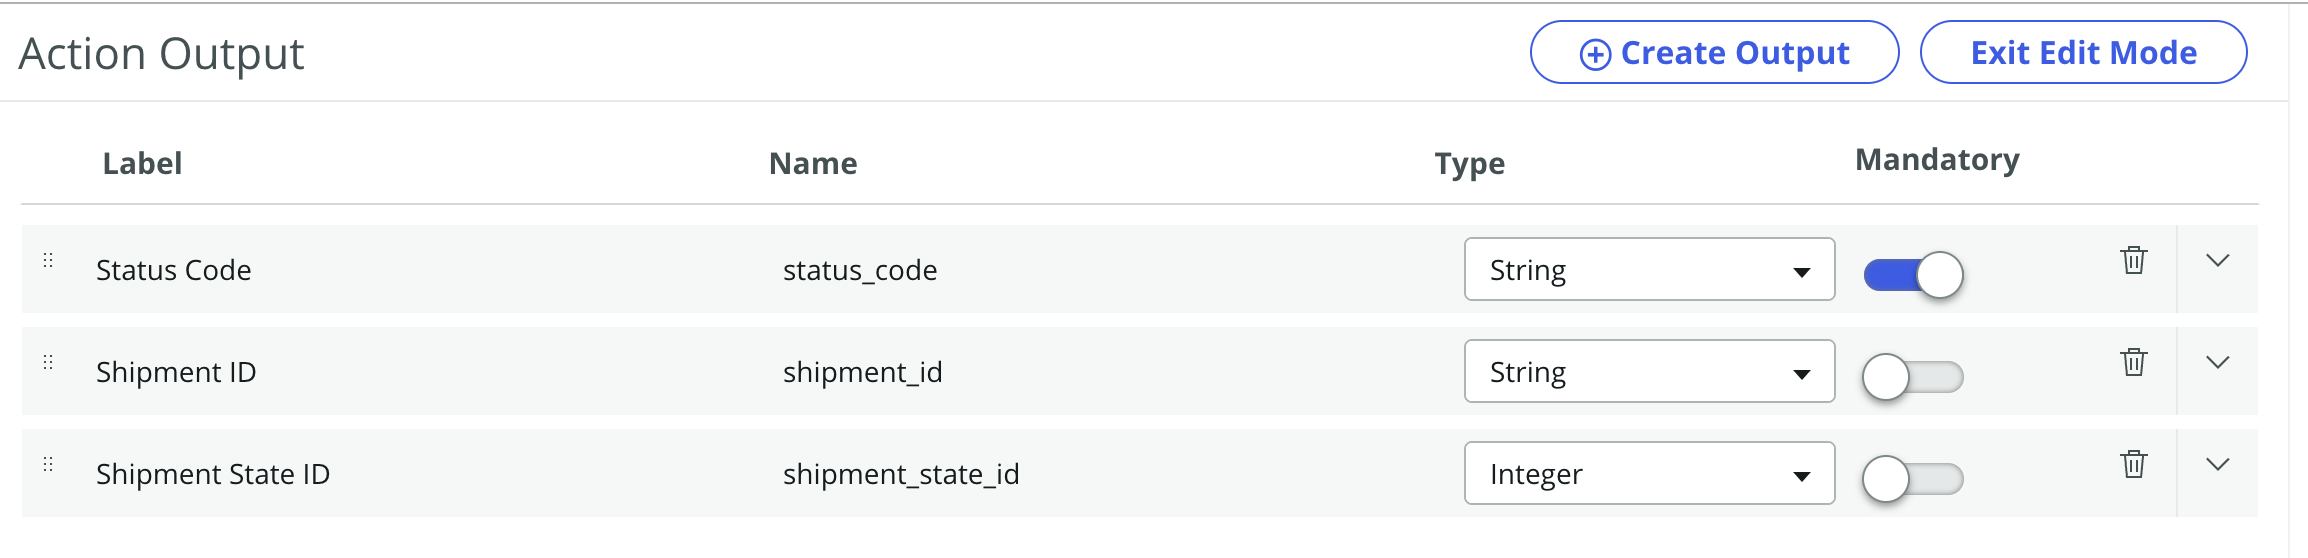 Action Output
Create Output
Exit Edit Mode
Label Name Type Mandatory
Status Code status_code String
Shipment ID shipment_id String
Shipment State ID shipment_state_id Integer